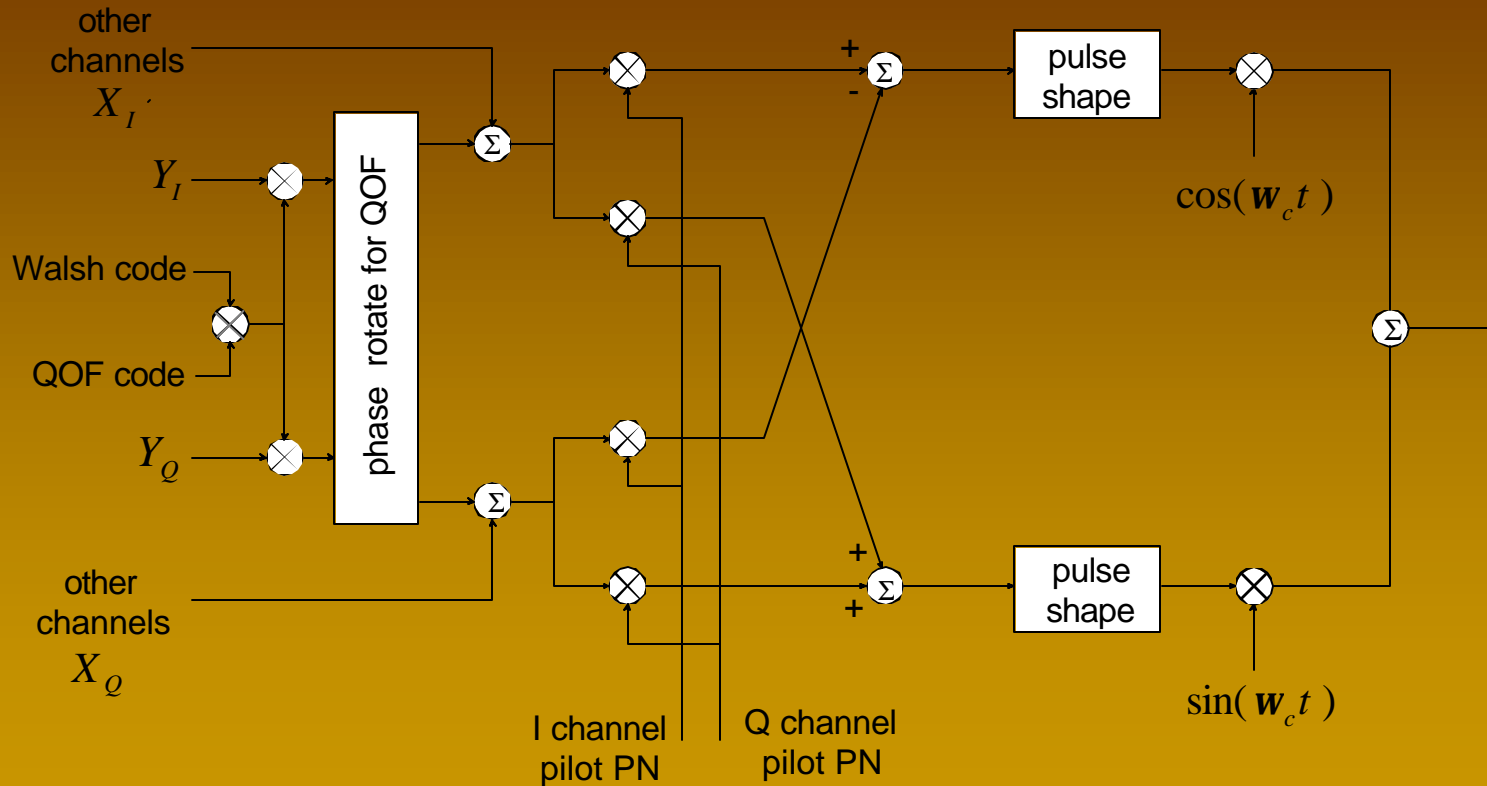 other
channels
X_I
Y_I
Walsh code
QOF code
Y_Q
other
channels
X_Q
phase rotate for QOF
Σ
Σ
I channel
pilot PN
Q channel
pilot PN
+
-
Σ
+
+
Σ
pulse
shape
cos(w_c t)
Σ
pulse
shape
sin(w_c t)